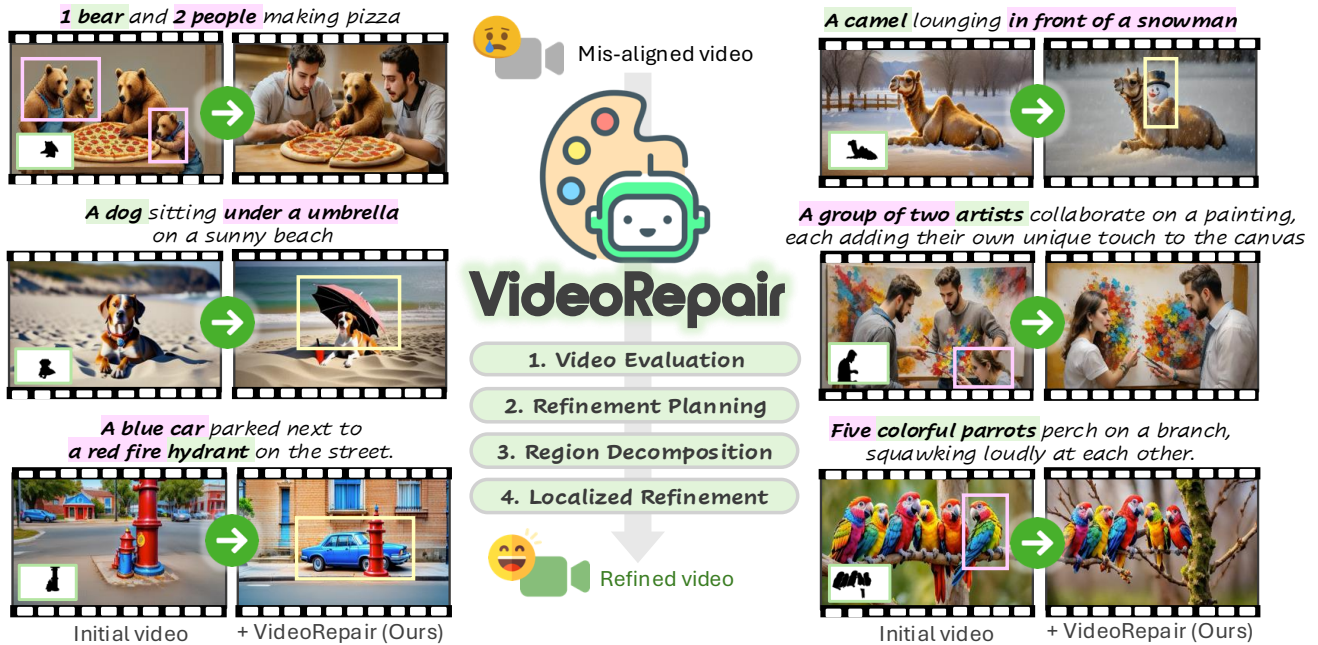 1 bear and 2 people making pizza
A dog sitting under a umbrella
on a sunny beach
A blue car parked next to
a red fire hydrant on the street.
Initial video
+ VideoRepair (Ours)
Mis-aligned video
VideoRepair
1. Video Evaluation
2. Refinement Planning
3. Region Decomposition
4. Localized Refinement
Refined video
A camel lounging in front of a snowman
A group of two artists collaborate on a painting,
each adding their own unique touch to the canvas
Five colorful parrots perch on a branch,
squawking loudly at each other.
Initial video
+ VideoRepair (Ours)